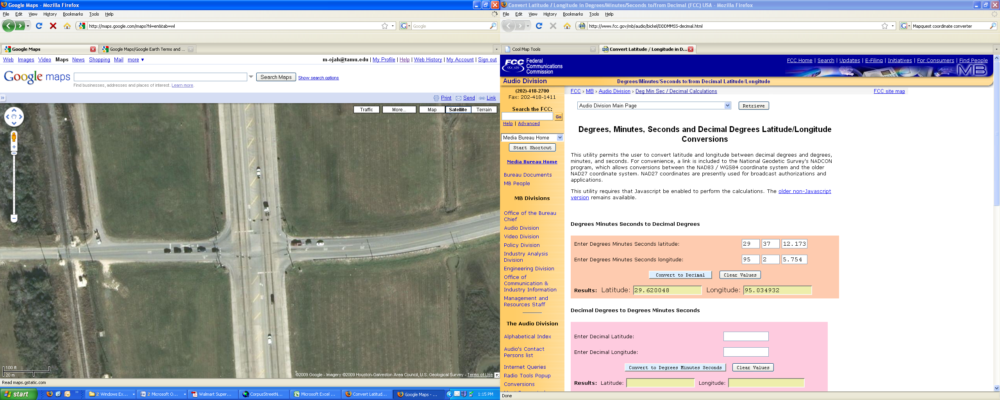 Google Maps - Mozilla Firefox
File Edit View History Bookmarks Tools Help
http://maps.google.com/maps?hl=en&tab=wl
Google
Google Maps
Google Maps/Google Earth Terms and ...
Web Images Video Maps News Shopping Mail more ▼
m-ojah@tamu.edu | My Profile | Help | Web History | My Account | Sign out
Google maps
Search Maps
Show search options
Find businesses, addresses and places of interest. Learn more.
Print Send Link
Traffic More... Map Satellite Terrain
100 ft
20 m
©2009 Google - Imagery ©2009 Houston-Galveston Area Council, U.S. Geological Survey - Terms of Use
Read maps.gstatic.com
start
2 Windows Ex...
2 Microsoft O...
Walmart Super...
CorpusStreetN...
Microsoft Excel ...
Convert Latitud...
Google Maps - ...
1:15 PM
Convert Latitude / Longitude in Degrees/Minutes/Seconds to/from Decimal (FCC) USA - Mozilla Firefox
File Edit View History Bookmarks Tools Help
http://www.fcc.gov/mb/audio/bickel/DDDMMSS-decimal.html
Mapquest coordinate converter
Cool Map Tools
Convert Latitude / Longitude in D...
FCC Federal
Communications
Commission
FCC Home | Search | Updates | E-Filing | Initiatives | For Consumers | Find People
MB
Audio Division
Degrees/Minutes/Seconds to/from Decimal Latitude/Longitude
(202)-418-2700
Fax: 202-418-1411
Search the FCC:
Go
Help | Advanced
Media Bureau Home
Start Shortcut
Media Bureau Home
Bureau Documents
MB People
MB Divisions
Office of the Bureau
Chief
Audio Division
Video Division
Policy Division
Industry Analysis
Division
Engineering Division
Office of
Communication &
Industry Information
Management and
Resources Staff
The Audio Division
Alphabetical Index
Audio's Contact
Persons list
Internet Queries
Radio Tools Popup
Conversions
FCC > MB > Audio Division > Deg Min Sec / Decimal Calculations
FCC site map
Audio Division Main Page
Retrieve
Degrees, Minutes, Seconds and Decimal Degrees Latitude/Longitude
Conversions
This utility permits the user to convert latitude and longitude between decimal degrees and degrees,
minutes, and seconds. For convenience, a link is included to the National Geodetic Survey's NADCON
program, which allows conversions between the NAD83 / WGS84 coordinate system and the older
NAD27 coordinate system. NAD27 coordinates are presently used for broadcast authorizations and
applications.
This utility requires that Javascript be enabled to perform the calculations. The older non-Javascript
version remains available.
Degrees Minutes Seconds to Decimal Degrees
Enter Degrees Minutes Seconds latitude: 29 37 12.173
Enter Degrees Minutes Seconds longitude: 95 2 5.754
Convert to Decimal Clear Values
Results: Latitude: 29.620048 Longitude: 95.034932
Decimal Degrees to Degrees Minutes Seconds
Enter Decimal Latitude:
Enter Decimal Longitude:
Convert to Degrees Minutes Seconds Clear Values
Results: Latitude: Longitude:
Done